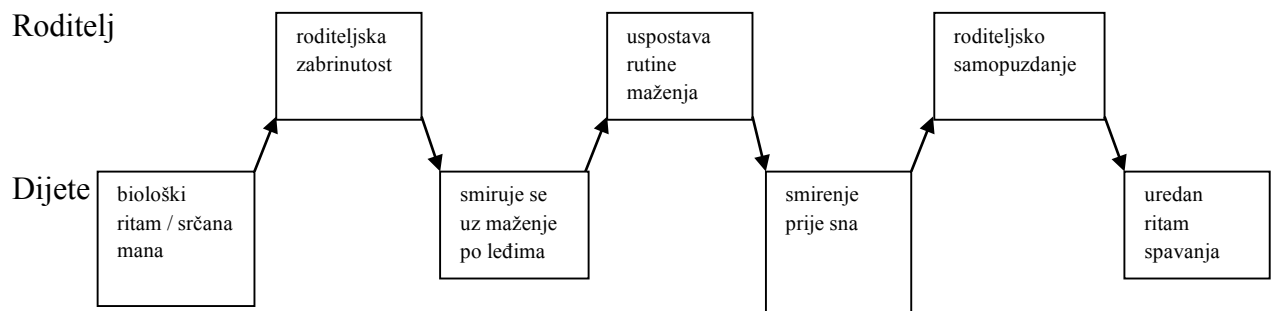 Roditelj
roditeljska
zabrinutost
uspostava
rutine
maženja
roditeljsko
samopuzdanje
Dijete
biološki
ritam / srčana
mana
smiruje se
uz maženje
po leđima
smirenje
prije sna
uredan
ritam
spavanja